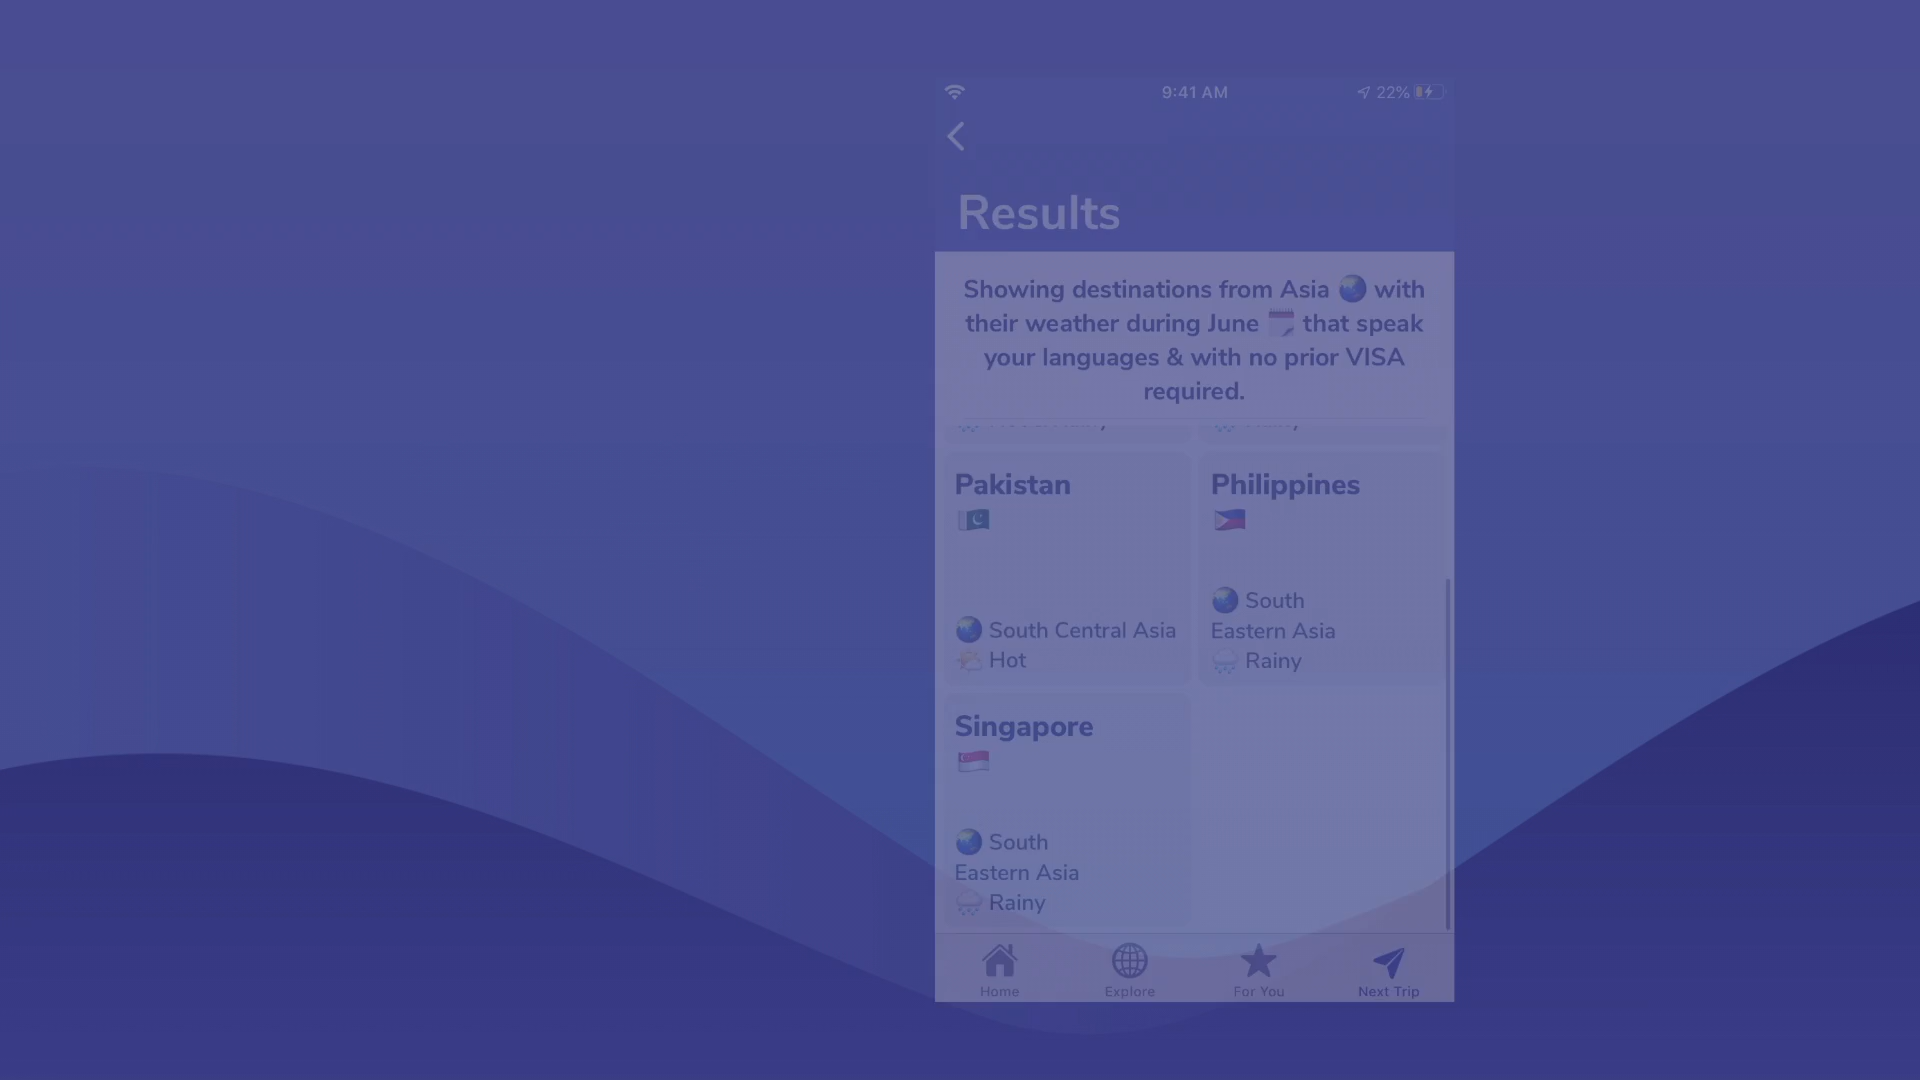 9:41 AM
22%
Results
Showing destinations from Asia 🌏 with
their weather during June 🗓 that speak
your languages & with no prior VISA
required.
Pakistan
🇵🇰
🌏 South Central Asia
🌤 Hot
Philippines
🇵🇭
🌏 South
Eastern Asia
🌧 Rainy
Singapore
🇸🇬
🌏 South
Eastern Asia
🌧 Rainy
Home
Explore
For You
Next Trip